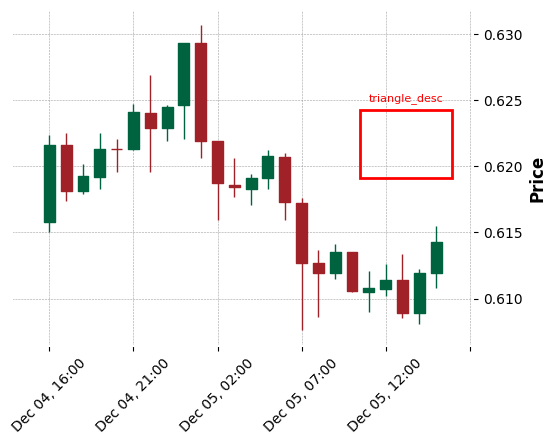 0.630
triangle_desc
0.625
0.620
0.615
0.610
Price
Dec 04, 16:00
Dec 04, 21:00
Dec 05, 02:00
Dec 05, 07:00
Dec 05, 12:00